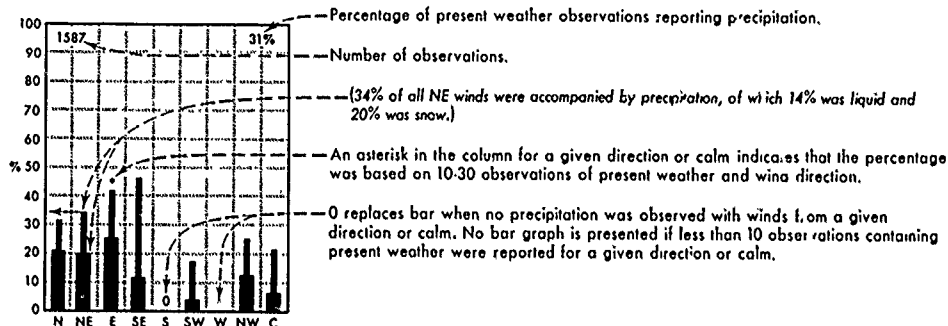 Percentage of present weather observations reporting precipitation.
1587 31%
Number of observations.
(34% of all NE winds were accompanied by precipitation, of which 14% was liquid and
20% was snow.)
An asterisk in the column for a given direction or calm indicates that the percentage
was based on 10-30 observations of present weather and wind direction.
0 replaces bar when no precipitation was observed with winds from a given
direction or calm. No bar graph is presented if less than 10 observations containing
present weather were reported for a given direction or calm.
100
90
80
70
60
%
50
40
30
20
10
0
0
N NE E SE S SW W NW C